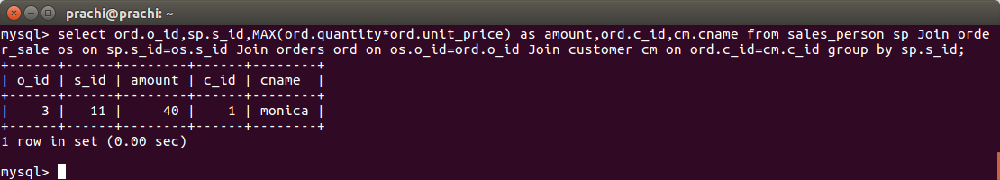 prachi@prachi: ~
mysql> select ord.o_id,sp.s_id,MAX(ord.quantity*ord.unit_price) as amount,ord.c_id,cm.cname from sales_person sp Join orde
r_sale os on sp.s_id=os.s_id Join orders ord on os.o_id=ord.o_id Join customer cm on ord.c_id=cm.c_id group by sp.s_id;
+------+------+--------+------+--------+
| o_id | s_id | amount | c_id | cname  |
+------+------+--------+------+--------+
|    3 |   11 |     40 |    1 | monica |
+------+------+--------+------+--------+
1 row in set (0.00 sec)
mysql>